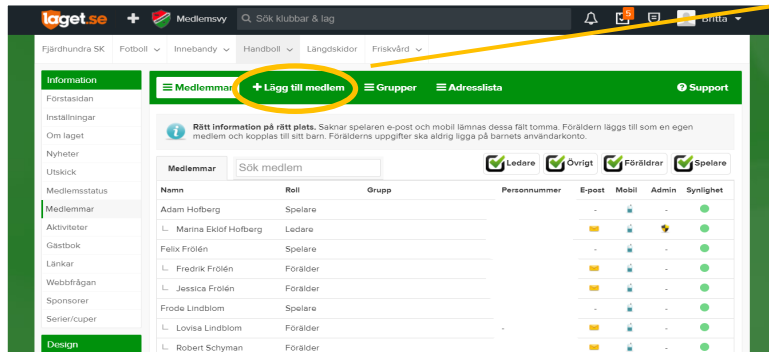 laget.se + Medlemsvy Sök klubbar & lag 5 Britta
Fjärdhundra SK Fotboll Innebandy Handboll Längdskidor Friskvård
Information
Förstasidan
Inställningar
Om laget
Nyheter
Utskick
Medlemsstatus
Medlemmar
Aktiviteter
Gästbok
Länkar
Webbfrågan
Sponsorer
Serier/cuper
Design
Medlemmar + Lägg till medlem Grupper Adresslista ? Support
i Rätt information på rätt plats. Saknar spelaren e-post och mobil lämnas dessa fält tomma. Föräldern läggs till som en egen
medlem och kopplas till sitt barn. Förälderns uppgifter ska aldrig ligga på barnets användarkonto.
Medlemmar Sök medlem Ledare Övrigt Föräldrar Spelare
Namn Roll Grupp Personnummer E-post Mobil Admin Synlighet
Adam Hofberg Spelare - -
Marina Eklöf Hofberg Ledare
Felix Frölén Spelare - -
Fredrik Frölén Förälder -
Jessica Frölén Förälder -
Frode Lindblom Spelare - -
Lovisa Lindblom Förälder - -
Robert Schyman Förälder -